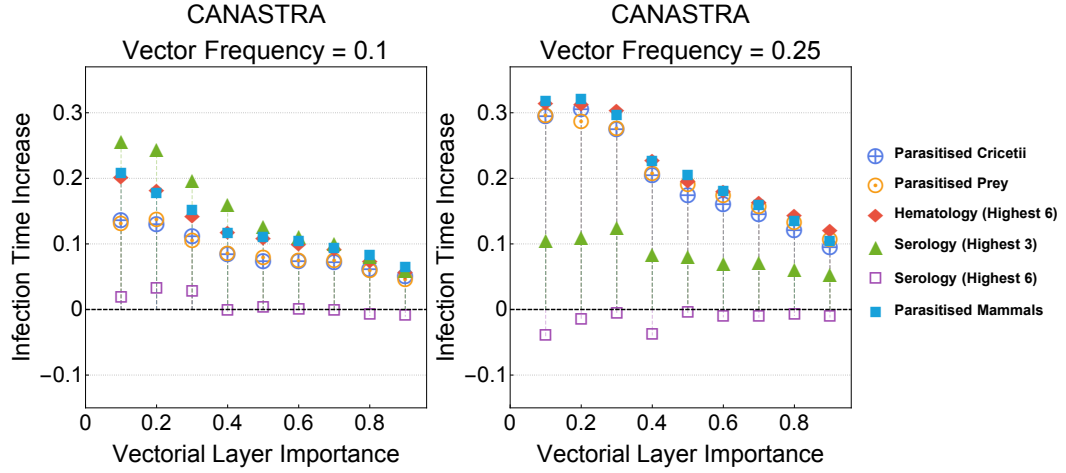 CANASTRA
Vector Frequency = 0.1
Infection Time Increase
0.3
0.2
0.1
0
−0.1
0
0.2
0.4
0.6
0.8
Vectorial Layer Importance
CANASTRA
Vector Frequency = 0.25
Infection Time Increase
0.3
0.2
0.1
0
−0.1
0
0.2
0.4
0.6
0.8
Vectorial Layer Importance
Parasitised Cricetii
Parasitised Prey
Hematology (Highest 6)
Serology (Highest 3)
Serology (Highest 6)
Parasitised Mammals